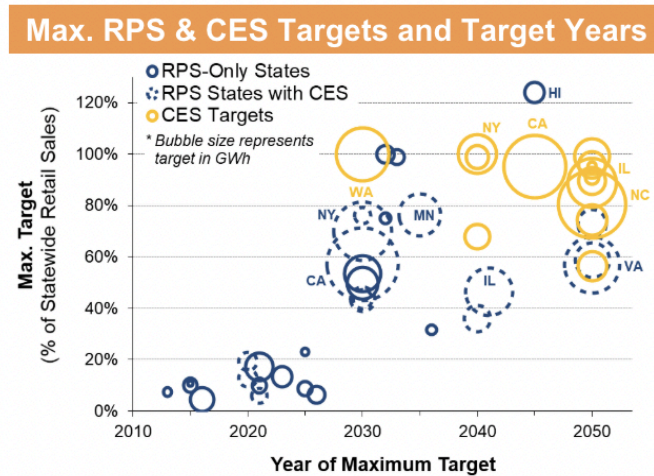 Max. RPS & CES Targets and Target Years
RPS-Only States
RPS States with CES
CES Targets
* Bubble size represents
target in GWh
Max. Target
(% of Statewide Retail Sales)
120%
100%
80%
60%
40%
20%
0%
HI
NY
CA
WA
IL
NC
NY
MN
CA
IL
VA
2010
2020
2030
2040
2050
Year of Maximum Target